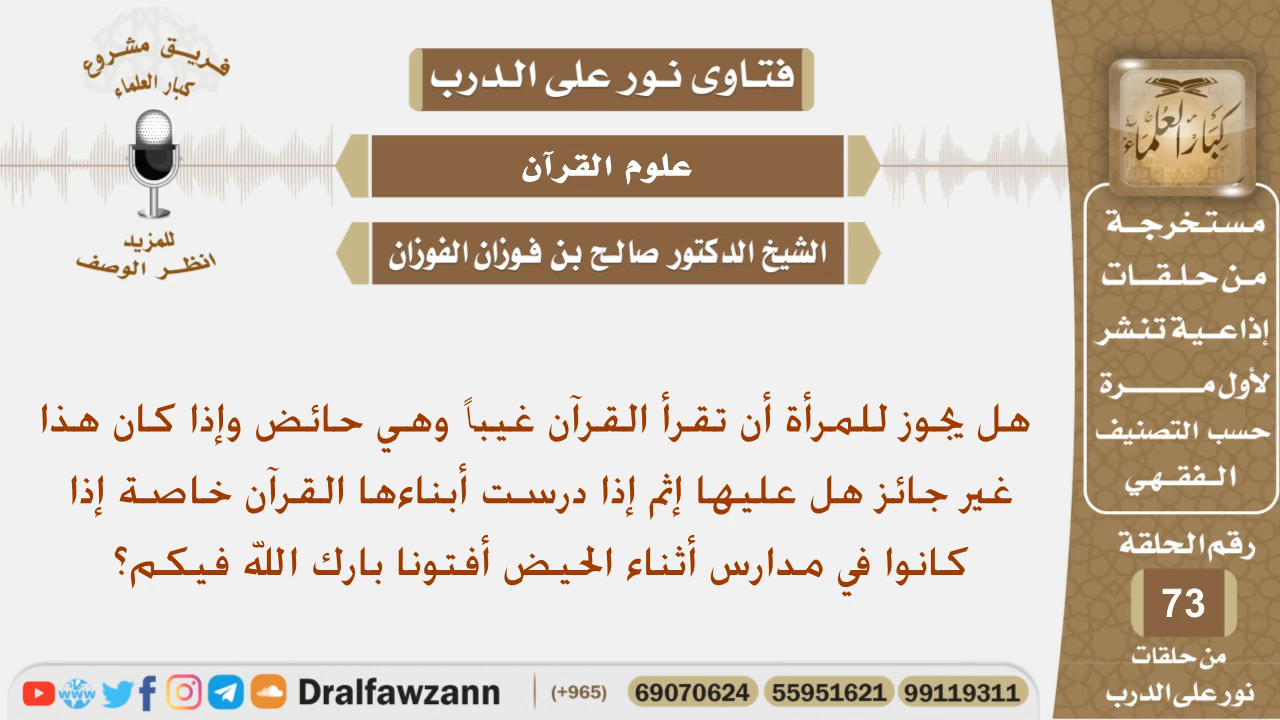 فتاوى نور على الدرب
علوم القرآن
الشيخ الدكتور صالح بن فوزان الفوزان
فريق مشروع
كبار العلماء
للمزيد
انظر الوصف
هل يجوز للمرأة أن تقرأ القرآن غيباً وهي حائض وإذا كان هذا
غير جائز هل عليها إثم إذا درست أبناءها القرآن خاصة إذا
كانوا في مدارس أثناء الحيض أفتونا بارك الله فيكم؟
كبار العلماء
مستخرجة
من حلقات
إذاعية تنشر
لأول مرة
حسب التصنيف
الفقهي
رقم الحلقة
73
من حلقات
نور على الدرب
www
Dralfawzann
(+965)
69070624
55951621
99119311